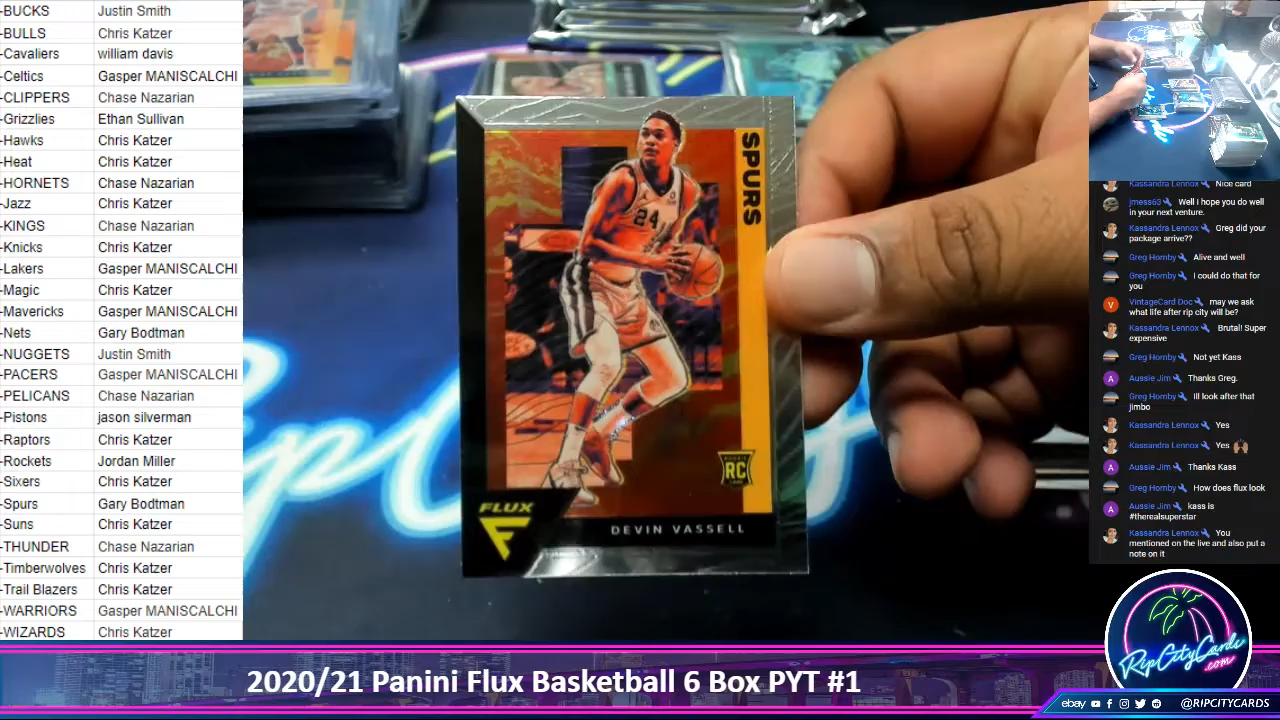 -BUCKS Justin Smith
-BULLS Chris Katzer
-Cavaliers william davis
-Celtics Gasper MANISCALCHI
-CLIPPERS Chase Nazarian
-Grizzlies Ethan Sullivan
-Hawks Chris Katzer
-Heat Chris Katzer
-HORNETS Chase Nazarian
-Jazz Chris Katzer
-KINGS Chase Nazarian
-Knicks Chris Katzer
-Lakers Gasper MANISCALCHI
-Magic Chris Katzer
-Mavericks Gasper MANISCALCHI
-Nets Gary Bodtman
-NUGGETS Justin Smith
-PACERS Gasper MANISCALCHI
-PELICANS Chase Nazarian
-Pistons jason silverman
-Raptors Chris Katzer
-Rockets Jordan Miller
-Sixers Chris Katzer
-Spurs Gary Bodtman
-Suns Chris Katzer
-THUNDER Chase Nazarian
-Timberwolves Chris Katzer
-Trail Blazers Chris Katzer
-WARRIORS Gasper MANISCALCHI
-WIZARDS Chris Katzer
SPURS
24
RC
FLUX
DEVIN VASSELL
Kassandra Lennox Nice card
jmess63 Well I hope you do well
in your next venture.
Kassandra Lennox Greg did your
package arrive??
Greg Hornby Alive and well
Greg Hornby I could do that for
you
V
VintageCard Doc may we ask
what life after rip city will be?
Kassandra Lennox Brutal! Super
expensive
Greg Hornby Not yet Kass
A
Aussie Jim Thanks Greg.
Greg Hornby Ill look after that
jimbo
Kassandra Lennox Yes
Kassandra Lennox Yes 🙌🏽
A
Aussie Jim Thanks Kass
Greg Hornby How does flux look
A
Aussie Jim kass is
#therealsuperstar
Kassandra Lennox You
mentioned on the live and also put a
note on it
RipCityCards
.com
2020/21 Panini Flux Basketball 6 Box PYT #1
ebay @RIPCITYCARDS